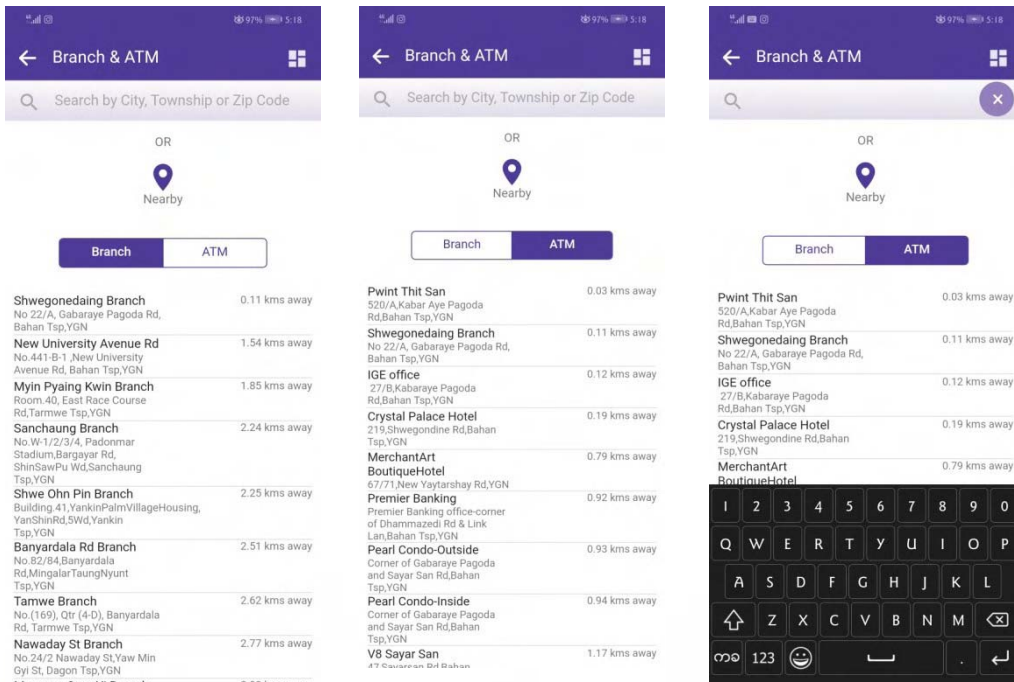 97% 5:18
Branch & ATM
Search by City, Township or Zip Code
OR
Nearby
Branch ATM
Shwegonedaing Branch 0.11 kms away
No 22/A, Gabaraye Pagoda Rd,
Bahan Tsp,YGN
New University Avenue Rd 1.54 kms away
No.441-B-1 ,New University
Avenue Rd, Bahan Tsp,YGN
Myin Pyaing Kwin Branch 1.85 kms away
Room.40, East Race Course
Rd,Tarmwe Tsp,YGN
Sanchaung Branch 2.24 kms away
No.W-1/2/3/4, Padonmar
Stadium,Bargayar Rd,
ShinSawPu Wd,Sanchaung
Tsp,YGN
Shwe Ohn Pin Branch 2.25 kms away
Building.41,YankinPalmVillageHousing,
YanShinRd,5Wd,Yankin
Tsp,YGN
Banyardala Rd Branch 2.51 kms away
No.82/84,Banyardala
Rd,MingalarTaungNyunt
Tsp,YGN
Tamwe Branch 2.62 kms away
No.(169), Qtr (4-D), Banyardala
Rd, Tarmwe Tsp,YGN
Nawaday St Branch 2.77 kms away
No.24/2 Nawaday St,Yaw Min
Gyi St, Dagon Tsp,YGN
97% 5:18
Branch & ATM
Search by City, Township or Zip Code
OR
Nearby
Branch ATM
Pwint Thit San 0.03 kms away
520/A,Kabar Aye Pagoda
Rd,Bahan Tsp,YGN
Shwegonedaing Branch 0.11 kms away
No 22/A, Gabaraye Pagoda Rd,
Bahan Tsp,YGN
IGE office 0.12 kms away
27/B,Kabaraye Pagoda
Rd,Bahan Tsp,YGN
Crystal Palace Hotel 0.19 kms away
219,Shwegondine Rd,Bahan
Tsp,YGN
MerchantArt 0.79 kms away
BoutiqueHotel
67/71,New Yaytarshay Rd,YGN
Premier Banking 0.92 kms away
Premier Banking office-corner
of Dhammazedi Rd & Link
Lan,Bahan Tsp,YGN
Pearl Condo-Outside 0.93 kms away
Corner of Gabaraye Pagoda
and Sayar San Rd,Bahan
Tsp,YGN
Pearl Condo-Inside 0.94 kms away
Corner of Gabaraye Pagoda
and Sayar San Rd,Bahan
Tsp,YGN
V8 Sayar San 1.17 kms away
47 Sayarsan Rd Bahan
97% 5:18
Branch & ATM
OR
Nearby
Branch ATM
Pwint Thit San 0.03 kms away
520/A,Kabar Aye Pagoda
Rd,Bahan Tsp,YGN
Shwegonedaing Branch 0.11 kms away
No 22/A, Gabaraye Pagoda Rd,
Bahan Tsp,YGN
IGE office 0.12 kms away
27/B,Kabaraye Pagoda
Rd,Bahan Tsp,YGN
Crystal Palace Hotel 0.19 kms away
219,Shwegondine Rd,Bahan
Tsp,YGN
MerchantArt 0.79 kms away
BoutiqueHotel
1 2 3 4 5 6 7 8 9 0
Q W E R T Y U I O P
A S D F G H J K L
Z X C V B N M
ကခ 123 .